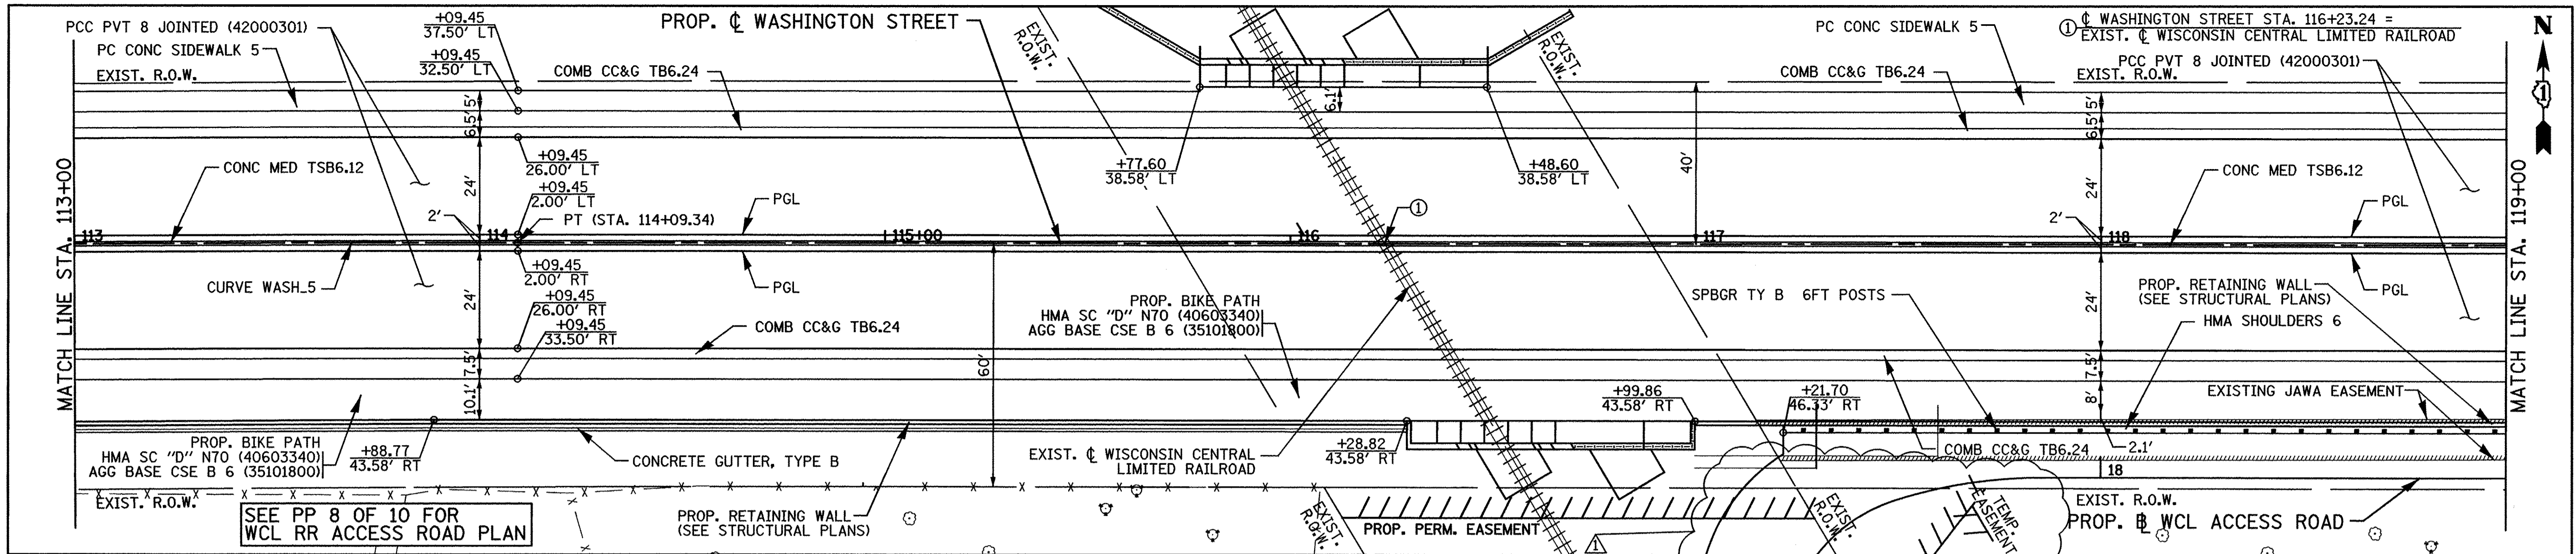 PCC PVT 8 JOINTED (42000301)
PC CONC SIDEWALK 5
EXIST. R.O.W.
+09.45
37.50' LT
+09.45
32.50' LT
COMB CC&G TB6.24
PROP. ℄ WASHINGTON STREET
EXIST.
R.O.W.
EXIST.
R.O.W.
PC CONC SIDEWALK 5
COMB CC&G TB6.24
1
℄ WASHINGTON STREET STA. 116+23.24 =
EXIST. ℄ WISCONSIN CENTRAL LIMITED RAILROAD
PCC PVT 8 JOINTED (42000301)
EXIST. R.O.W.
N
1
5'
6.5'
6.1'
5'
6.5'
MATCH LINE STA. 113+00
CONC MED TSB6.12
24'
+09.45
26.00' LT
+09.45
2.00' LT
PGL
PT (STA. 114+09.34)
2'
+77.60
38.58' LT
+48.60
38.58' LT
40'
1
24'
CONC MED TSB6.12
PGL
2'
MATCH LINE STA. 119+00
113
114
115+00
116
117
118
CURVE WASH_5
24'
+09.45
2.00' RT
PGL
+09.45
26.00' RT
+09.45
33.50' RT
COMB CC&G TB6.24
7.5'
10.1'
60'
PROP. BIKE PATH
HMA SC "D" N70 (40603340)
AGG BASE CSE B 6 (35101800)
SPBGR TY B 6FT POSTS
24'
7.5'
8'
PROP. RETAINING WALL
(SEE STRUCTURAL PLANS)
PGL
HMA SHOULDERS 6
EXISTING JAWA EASEMENT
PROP. BIKE PATH
HMA SC "D" N70 (40603340)
AGG BASE CSE B 6 (35101800)
+88.77
43.58' RT
CONCRETE GUTTER, TYPE B
EXIST. ℄ WISCONSIN CENTRAL
LIMITED RAILROAD
+28.82
43.58' RT
+99.86
43.58' RT
+21.70
46.33' RT
COMB CC&G TB6.24
2.1'
18
EXIST. R.O.W.
SEE PP 8 OF 10 FOR
WCL RR ACCESS ROAD PLAN
PROP. RETAINING WALL
(SEE STRUCTURAL PLANS)
EXIST.
R.O.W.
PROP. PERM. EASEMENT
1
EXIST.
R.O.W.
TEMP.
EASEMENT
EXIST. R.O.W.
PROP. ⅊ WCL ACCESS ROAD